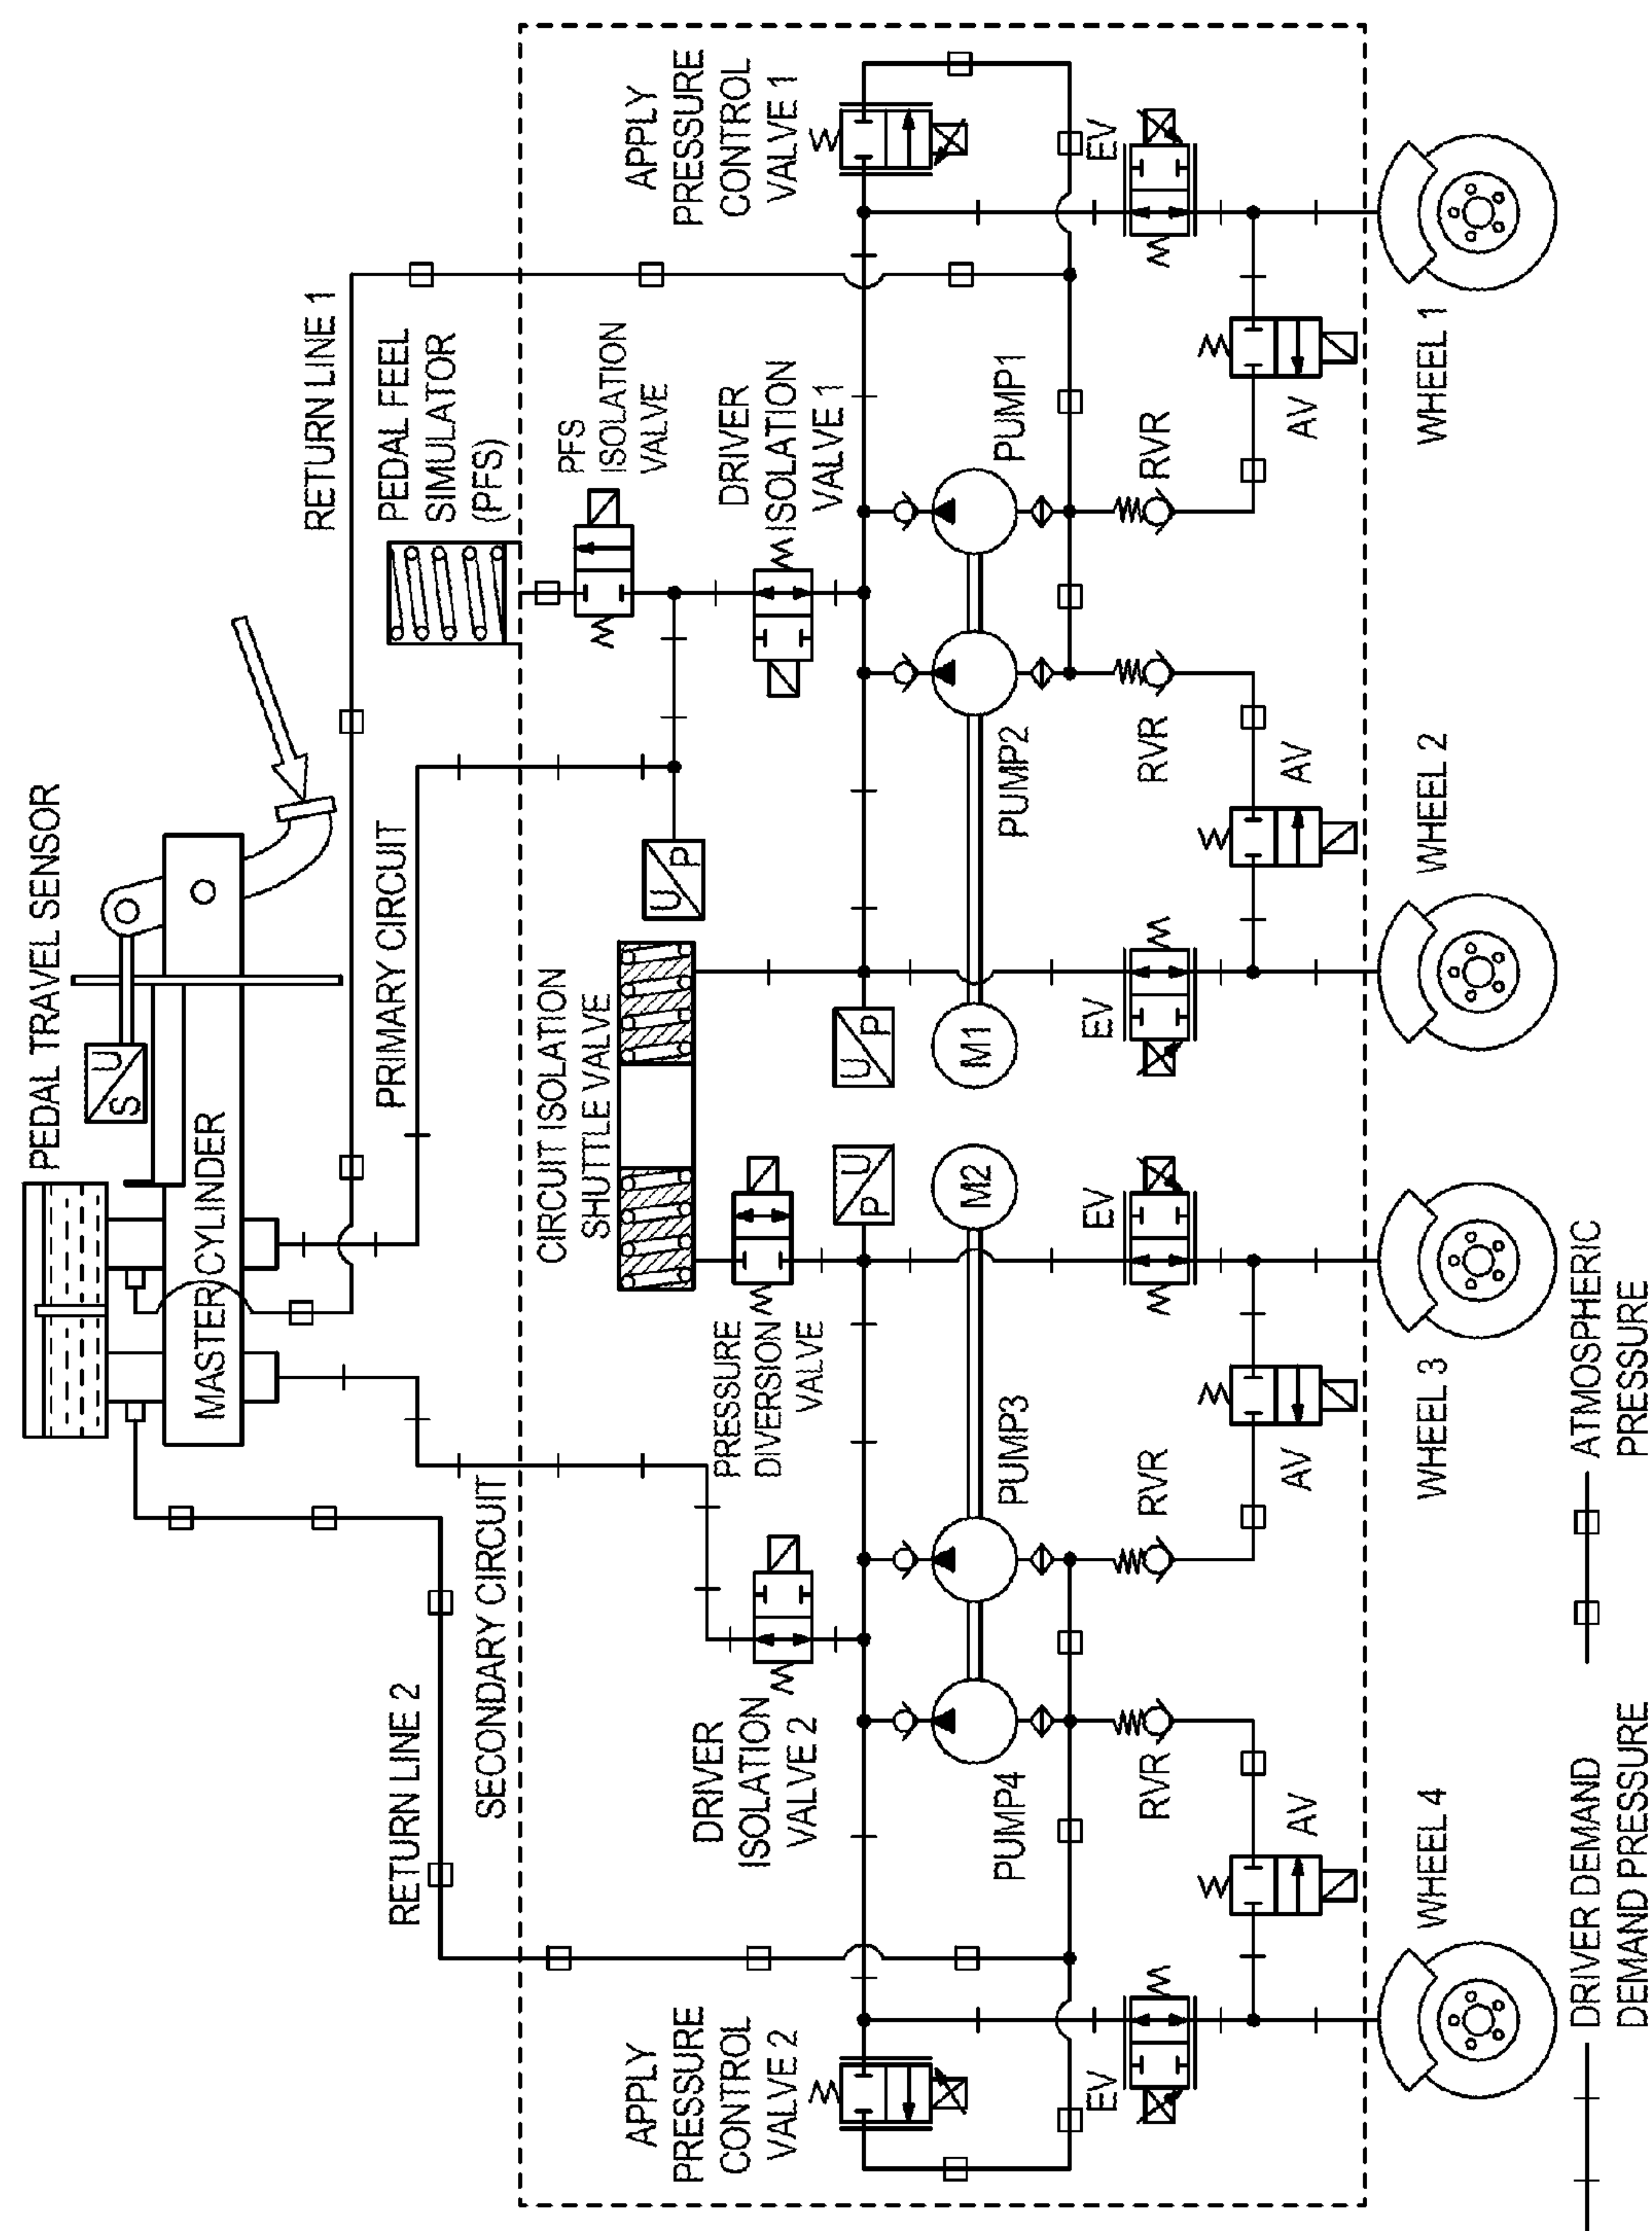 PEDAL TRAVEL SENSOR
U
S
MASTER CYLINDER
RETURN LINE 1
PRIMARY CIRCUIT
RETURN LINE 2
SECONDARY CIRCUIT
PEDAL FEEL
SIMULATOR
(PFS)
PFS
ISOLATION
VALVE
CIRCUIT ISOLATION
SHUTTLE VALVE
U
P
APPLY
PRESSURE
CONTROL
VALVE 2
DRIVER
ISOLATION
VALVE 2
PRESSURE
DIVERSION
VALVE
DRIVER
ISOLATION
VALVE 1
APPLY
PRESSURE
CONTROL
VALVE 1
P
U
U
P
M2
M1
PUMP4
PUMP3
PUMP2
PUMP1
EV
EV
EV
EV
RVR
RVR
RVR
RVR
AV
AV
AV
AV
WHEEL 4
WHEEL 3
WHEEL 2
WHEEL 1
DRIVER DEMAND
DEMAND PRESSURE
ATMOSPHERIC
PRESSURE